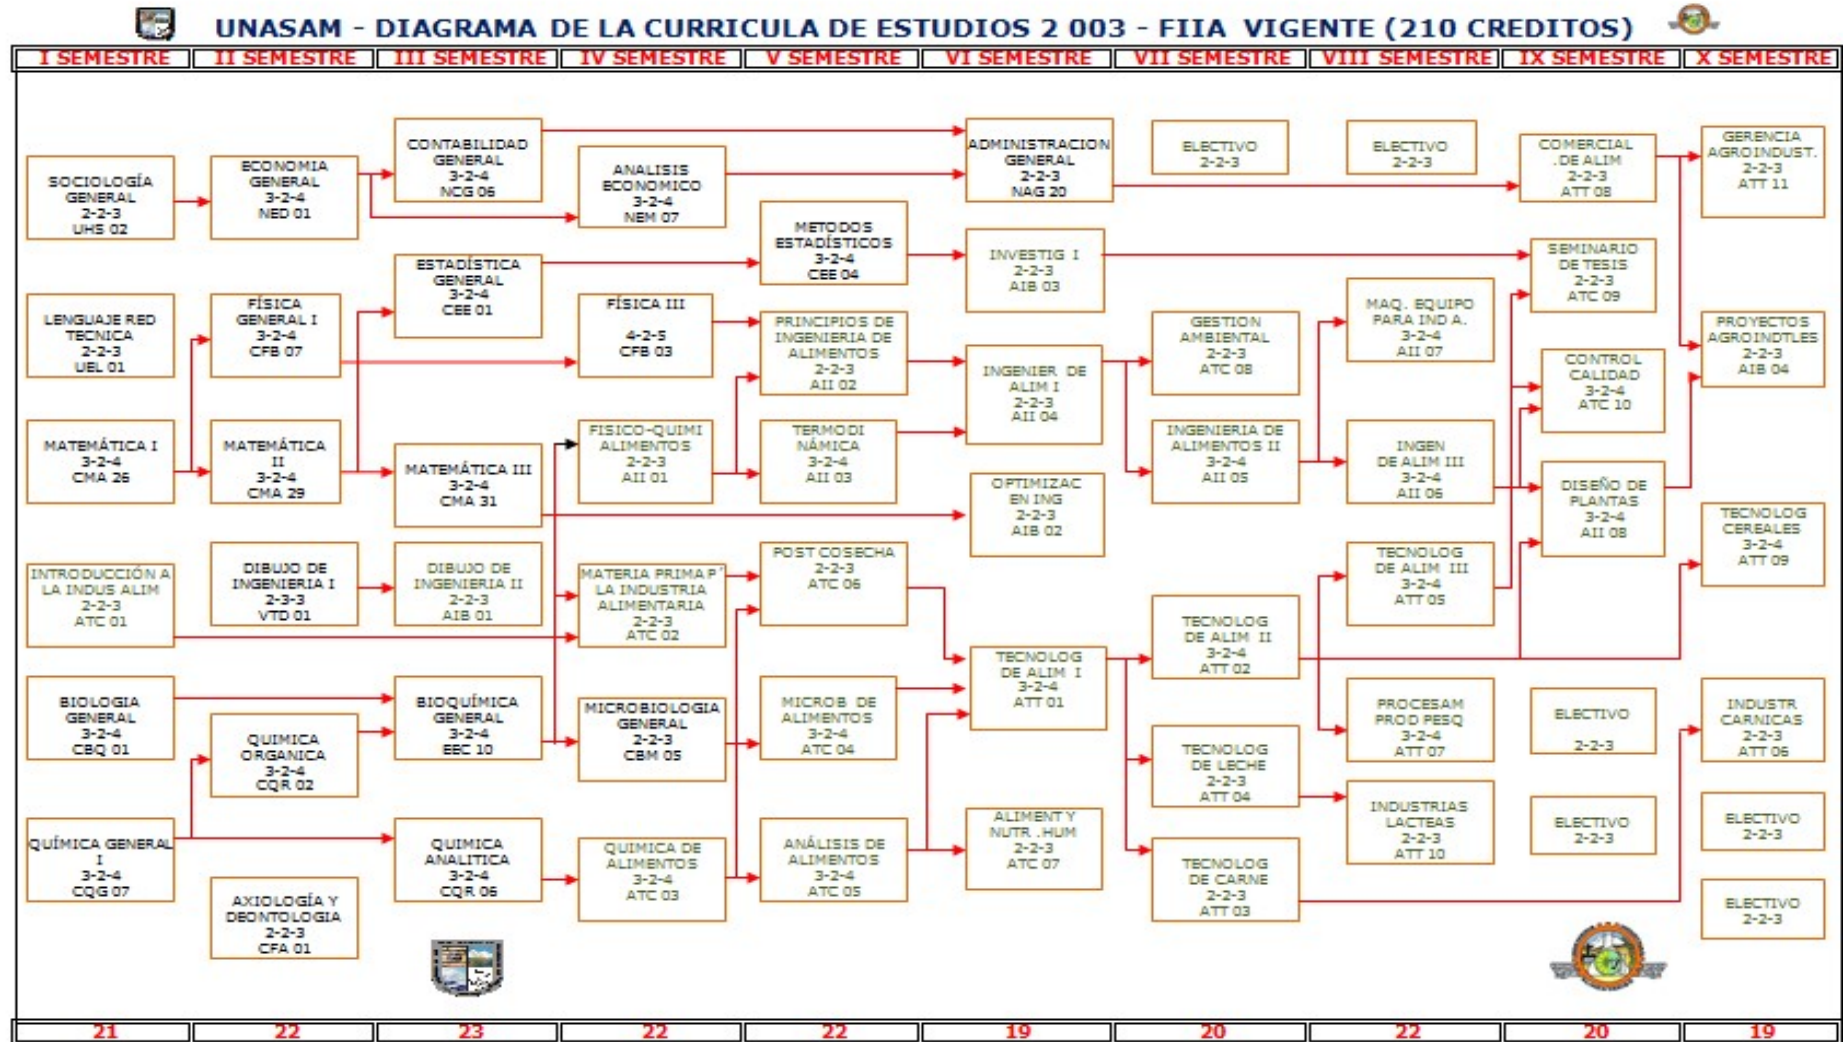 UNASAM - DIAGRAMA DE LA CURRICULA DE ESTUDIOS 2 003 - FIIA VIGENTE (210 CREDITOS)
I SEMESTRE
II SEMESTRE
III SEMESTRE
IV SEMESTRE
V SEMESTRE
VI SEMESTRE
VII SEMESTRE
VIII SEMESTRE
IX SEMESTRE
X SEMESTRE
SOCIOLOGÍA
GENERAL
2-2-3
UHS 02
LENGUAJE RED
TECNICA
2-2-3
UEL 01
MATEMÁTICA I
3-2-4
CMA 26
INTRODUCCIÓN A
LA INDUS ALIM
2-2-3
ATC 01
BIOLOGIA
GENERAL
3-2-4
CBQ 01
QUÍMICA GENERAL
I
3-2-4
CQG 07
ECONOMIA
GENERAL
3-2-4
NED 01
FÍSICA
GENERAL I
3-2-4
CFB 07
MATEMÁTICA
II
3-2-4
CMA 29
DIBUJO DE
INGENIERIA I
2-3-3
VTD 01
QUIMICA
ORGANICA
3-2-4
CQR 02
AXIOLOGÍA Y
DEONTOLOGIA
2-2-3
CFA 01
CONTABILIDAD
GENERAL
3-2-4
NCG 06
ESTADÍSTICA
GENERAL
3-2-4
CEE 01
MATEMÁTICA III
3-2-4
CMA 31
DIBUJO DE
INGENIERIA II
2-2-3
AIB 01
BIOQUÍMICA
GENERAL
3-2-4
EEC 10
QUIMICA
ANALITICA
3-2-4
CQR 06
ANALISIS
ECONOMICO
3-2-4
NEM 07
FÍSICA III
4-2-5
CFB 03
FISICO-QUIMI
ALIMENTOS
2-2-3
AII 01
MATERIA PRIMA P'
LA INDUSTRIA
ALIMENTARIA
2-2-3
ATC 02
MICROBIOLOGIA
GENERAL
2-2-3
CBM 05
QUIMICA DE
ALIMENTOS
3-2-4
ATC 03
METODOS
ESTADÍSTICOS
3-2-4
CEE 04
PRINCIPIOS DE
INGENIERIA DE
ALIMENTOS
2-2-3
AII 02
TERMODI
NÁMICA
3-2-4
AII 03
POST COSECHA
2-2-3
ATC 06
MICROB DE
ALIMENTOS
3-2-4
ATC 04
ANÁLISIS DE
ALIMENTOS
3-2-4
ATC 05
ADMINISTRACION
GENERAL
2-2-3
NAG 20
INVESTIG I
2-2-3
AIB 03
INGENIER DE
ALIM I
2-2-3
AII 04
OPTIMIZAC
EN ING
2-2-3
AIB 02
TECNOLOG
DE ALIM I
3-2-4
ATT 01
ALIMENT Y
NUTR .HUM
2-2-3
ATC 07
ELECTIVO
2-2-3
GESTION
AMBIENTAL
2-2-3
ATC 08
INGENIERIA DE
ALIMENTOS II
3-2-4
AII 05
TECNOLOG
DE ALIM II
3-2-4
ATT 02
TECNOLOG
DE LECHE
2-2-3
ATT 04
TECNOLOG
DE CARNE
2-2-3
ATT 03
ELECTIVO
2-2-3
MAQ. EQUIPO
PARA IND A.
3-2-4
AII 07
INGEN
DE ALIM III
3-2-4
AII 06
TECNOLOG
DE ALIM III
3-2-4
ATT 05
PROCESAM
PROD PESQ
3-2-4
ATT 07
INDUSTRIAS
LACTEAS
2-2-3
ATT 10
COMERCIAL
.DE ALIM
2-2-3
ATT 08
SEMINARIO
DE TESIS
2-2-3
ATC 09
CONTROL
CALIDAD
3-2-4
ATC 10
DISEÑO DE
PLANTAS
3-2-4
AII 08
ELECTIVO
2-2-3
ELECTIVO
2-2-3
GERENCIA
AGROINDUST.
2-2-3
ATT 11
PROYECTOS
AGROINDTLES
2-2-3
AIB 04
TECNOLOG
CEREALES
3-2-4
ATT 09
INDUSTR
CARNICAS
2-2-3
ATT 06
ELECTIVO
2-2-3
ELECTIVO
2-2-3
21
22
23
22
22
19
20
22
20
19